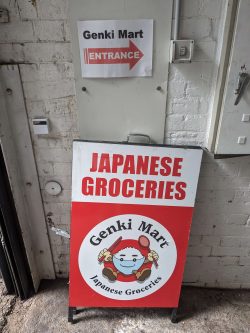 Genki Mart
ENTRANCE
JAPANESE
GROCERIES
Genki Mart
Japanese Groceries